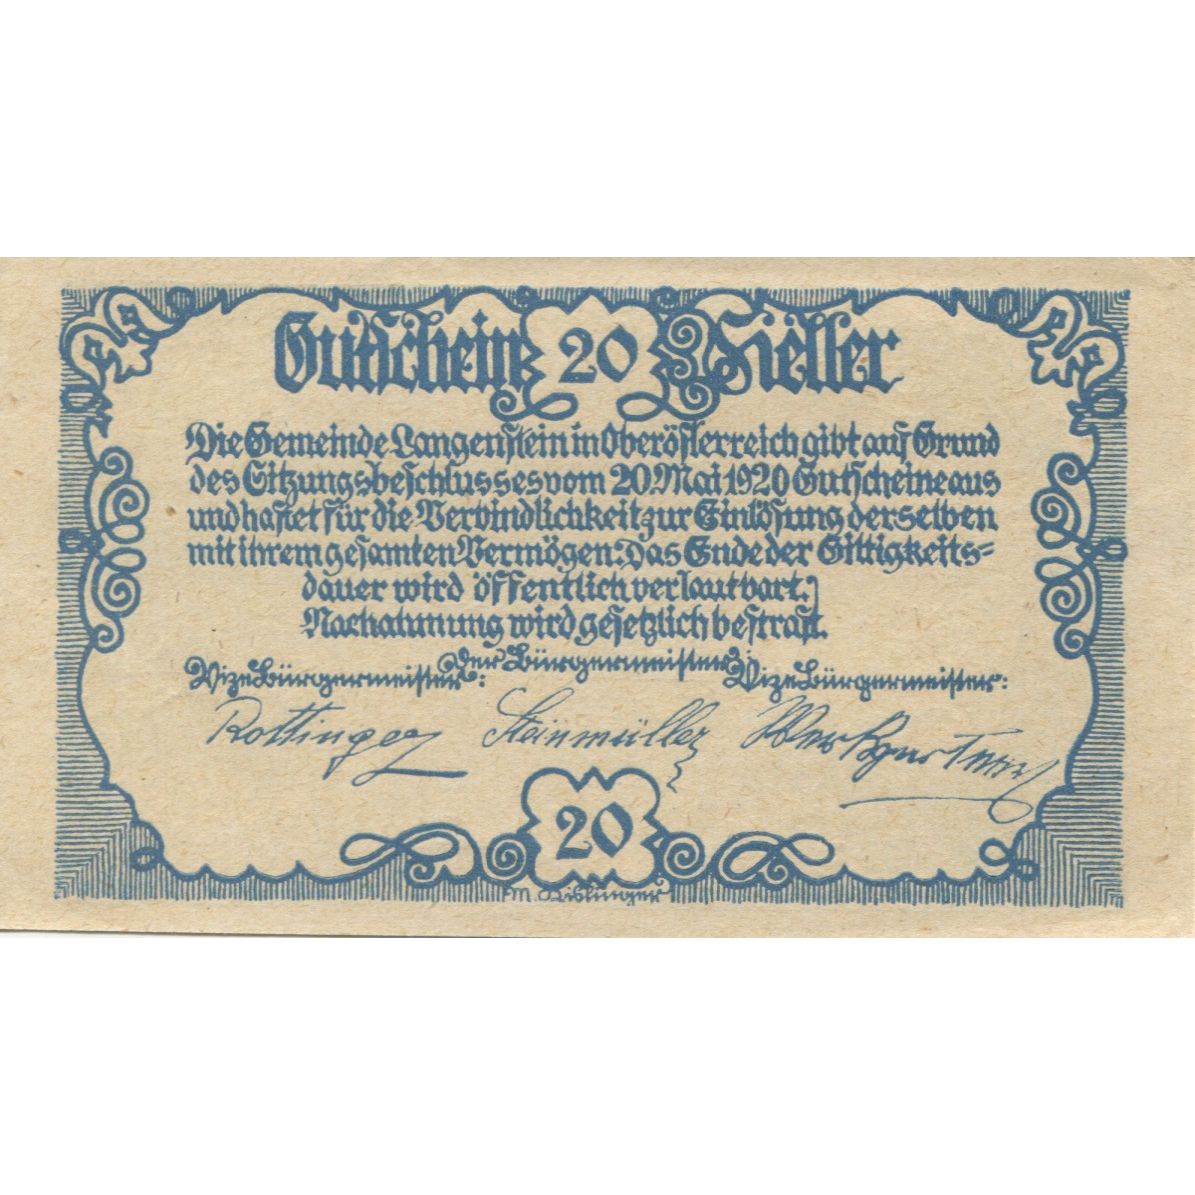 Gutschein 20 Heller
Die Gemeinde Langenstein in Oberösterreich gibt auf Grund
des Sitzungsbeschlusses vom 20. Mai 1920 Gutscheine aus
und haftet für die Verbindlichkeit zur Einlösung derselben
mit ihrem gesamten Vermögen: Das Ende der Giltigkeits=
dauer wird öffentlich verlautbart.
Nachahmung wird gesetzlich bestraft.
der Bürgermeister
Vizebürgermeister: Vizebürgermeister:
Rottinger Steinmüller
20
M.